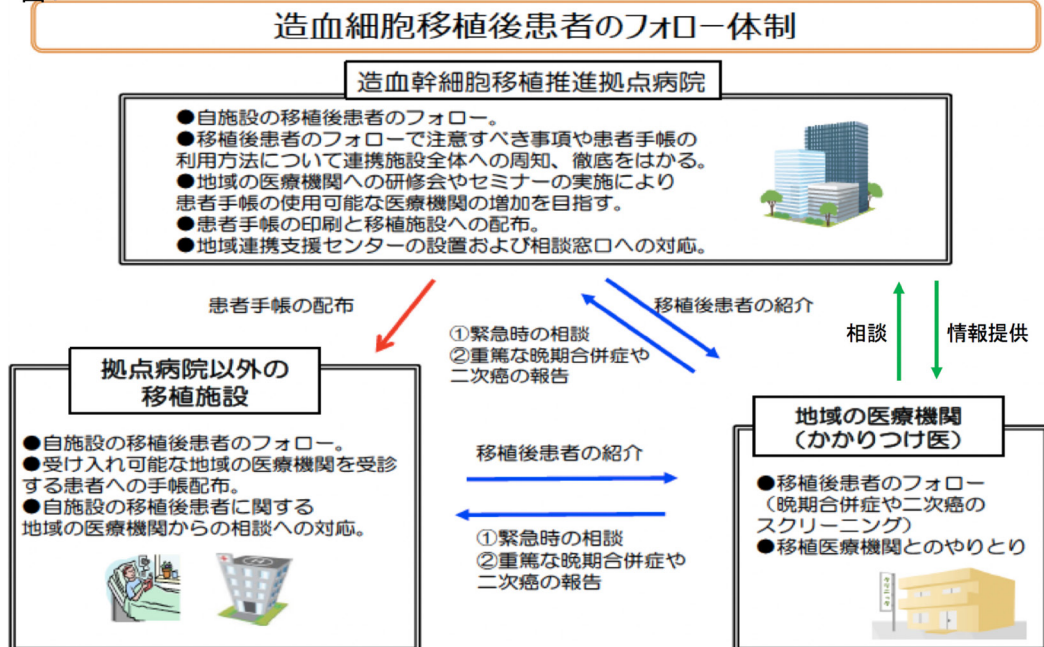 造血細胞移植後患者のフォロー体制
造血幹細胞移植推進拠点病院
●自施設の移植後患者のフォロー。
●移植後患者のフォローで注意すべき事項や患者手帳の
利用方法について連携施設全体への周知、徹底をはかる。
●地域の医療機関への研修会やセミナーの実施により
患者手帳の使用可能な医療機関の増加を目指す。
●患者手帳の印刷と移植施設への配布。
●地域連携支援センターの設置および相談窓口への対応。
患者手帳の配布
①緊急時の相談
②重篤な晩期合併症や
二次癌の報告
移植後患者の紹介
相談
情報提供
拠点病院以外の
移植施設
●自施設の移植後患者のフォロー。
●受け入れ可能な地域の医療機関を受診
する患者への手帳配布。
●自施設の移植後患者に関する
地域の医療機関からの相談への対応。
移植後患者の紹介
①緊急時の相談
②重篤な晩期合併症や
二次癌の報告
地域の医療機関
（かかりつけ医）
●移植後患者のフォロー
（晩期合併症や二次癌の
スクリーニング）
●移植医療機関とのやりとり